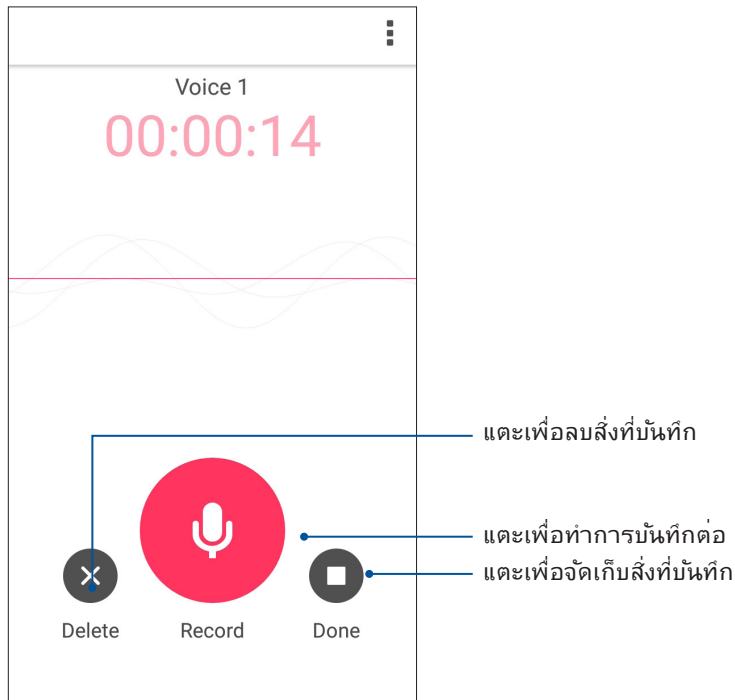 Voice 1
00:00:14
แตะเพื่อลบสิ่งที่บันทึก
แตะเพื่อทำการบันทึกต่อ
แตะเพื่อจัดเก็บสิ่งที่บันทึก
Delete
Record
Done